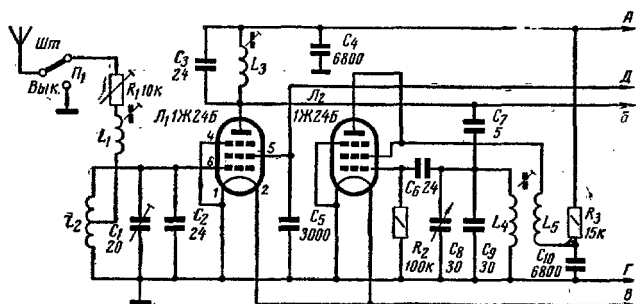 А
Шт
П₁
Вык.
R₁ 10к
C₃
24
L₃
C₄
6800
Д
б
L₁
Л₁ 1Ж24Б
Л₂
1Ж24Б
C₇
5
4
5
6
1
2
L₂
C₁
20
C₂
24
C₅
3000
C₆ 24
R₂
100к
C₈
30
C₉
30
L₄
L₅
R₃
15к
C₁₀
6800
Г
В